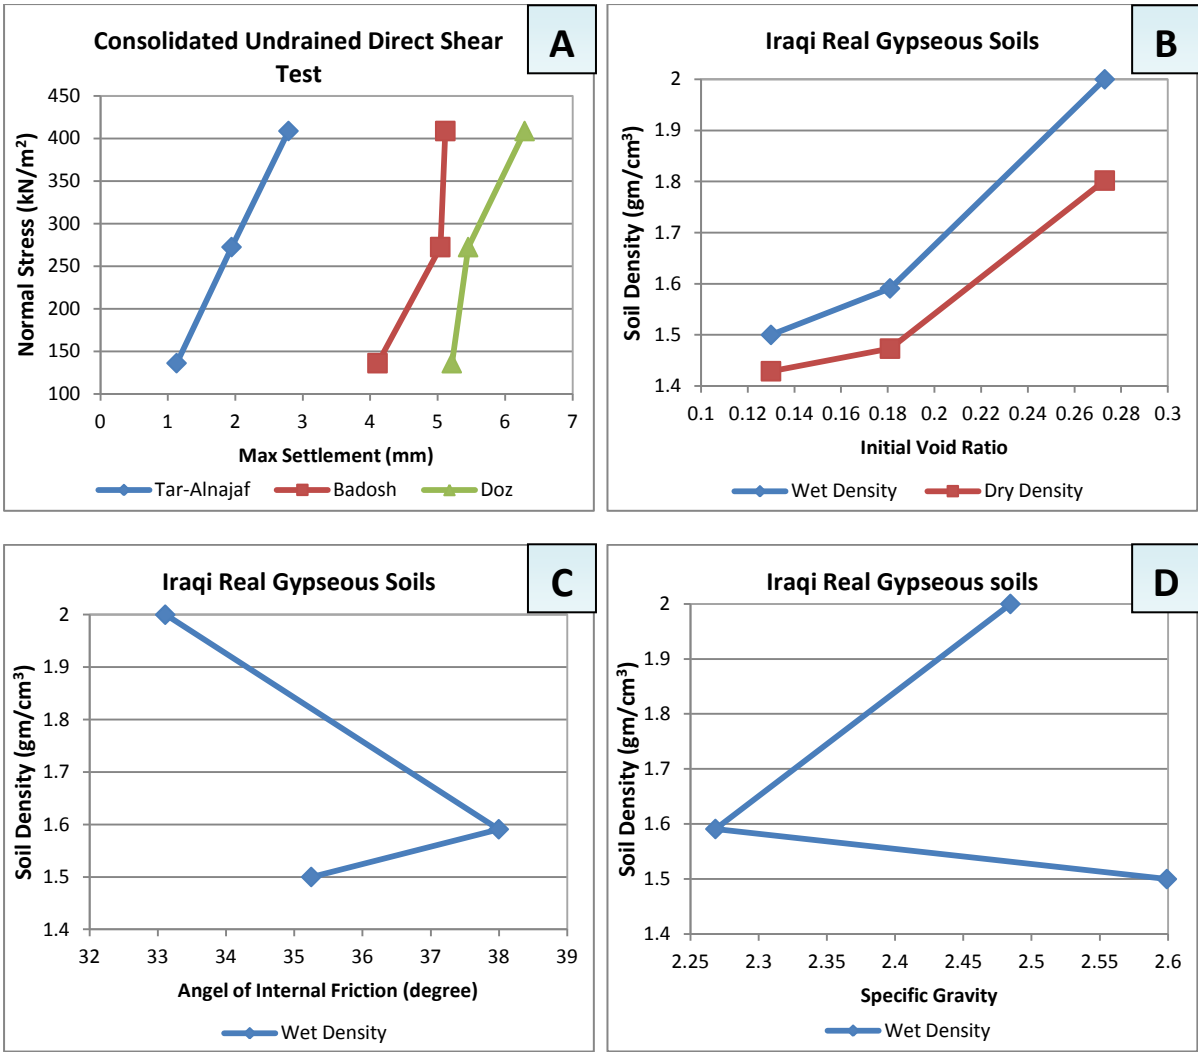 Consolidated Undrained Direct Shear
Test
A
Normal Stress (kN/m²)
450
400
350
300
250
200
150
100
0 1 2 3 4 5 6 7
Max Settlement (mm)
Tar-Alnajaf Badosh Doz
Iraqi Real Gypseous Soils
B
Soil Density (gm/cm³)
2
1.9
1.8
1.7
1.6
1.5
1.4
0.1 0.12 0.14 0.16 0.18 0.2 0.22 0.24 0.26 0.28 0.3
Initial Void Ratio
Wet Density Dry Density
Iraqi Real Gypseous Soils
C
Soil Density (gm/cm³)
2
1.9
1.8
1.7
1.6
1.5
1.4
32 33 34 35 36 37 38 39
Angel of Internal Friction (degree)
Wet Density
Iraqi Real Gypseous soils
D
Soil Density (gm/cm³)
2
1.9
1.8
1.7
1.6
1.5
1.4
2.25 2.3 2.35 2.4 2.45 2.5 2.55 2.6
Specific Gravity
Wet Density